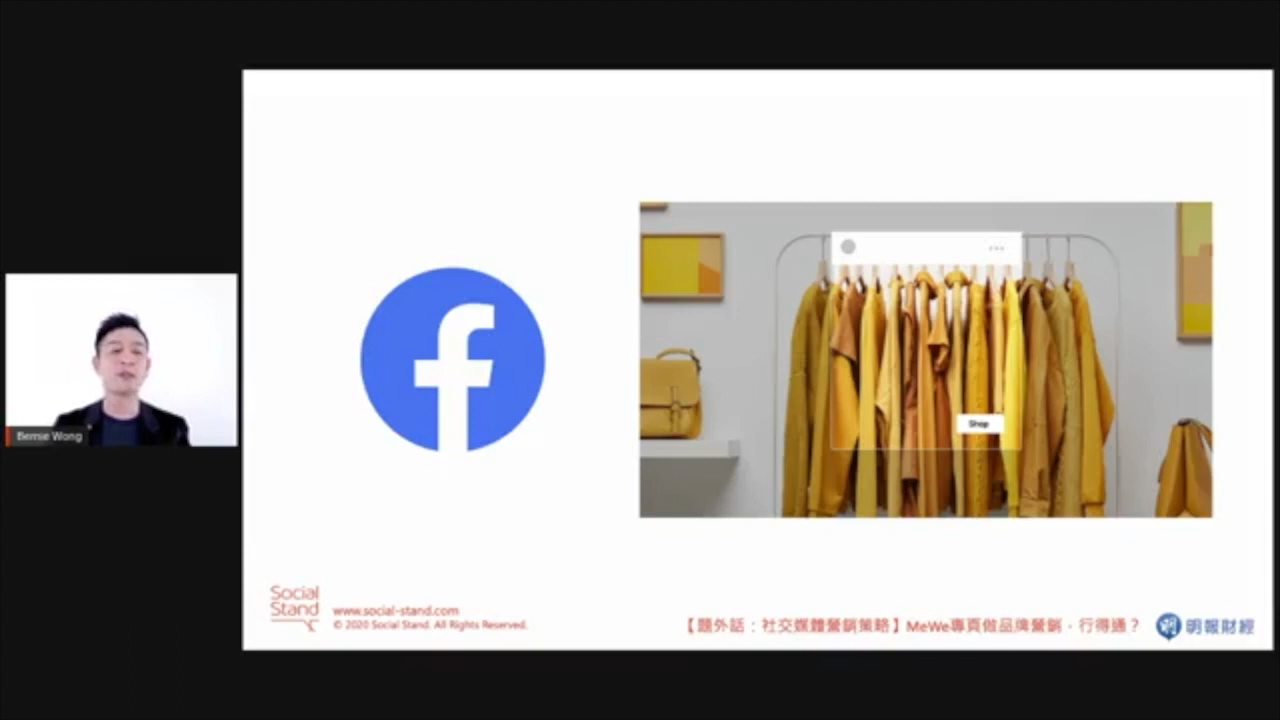 Bernie Wong
Shop
Social
Stand
www.social-stand.com
© 2020 Social Stand. All Rights Reserved.
【題外話：社交媒體營銷策略】MeWe專頁做品牌營銷，行得通？
明報財經